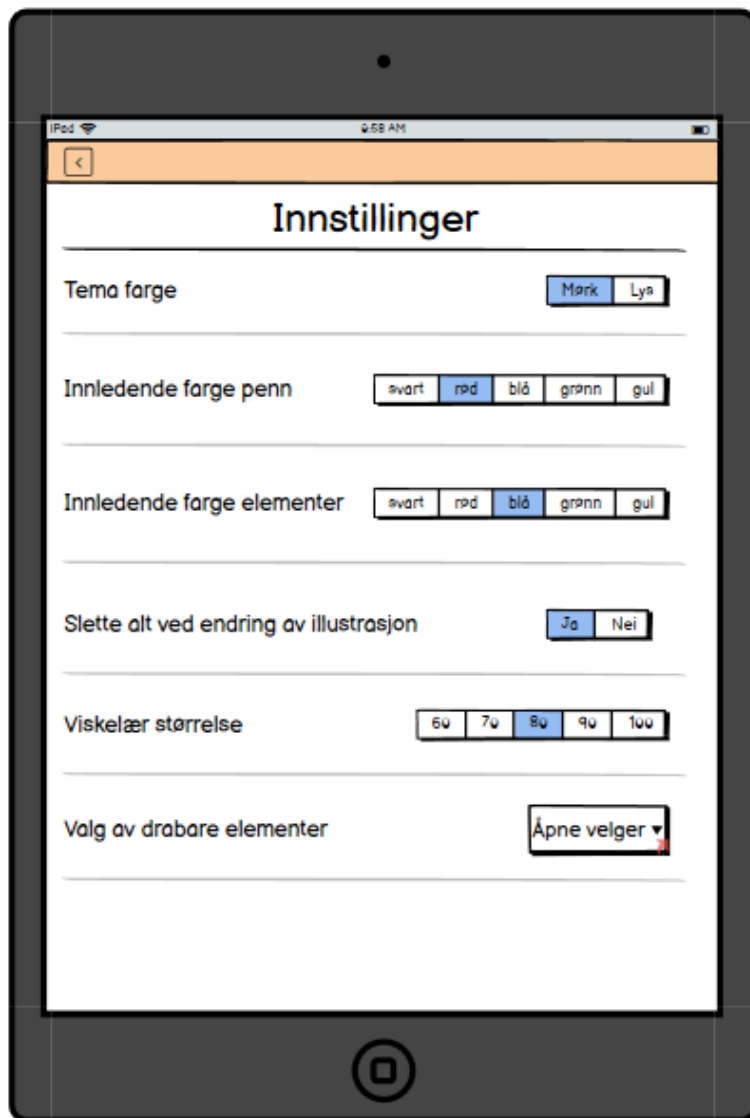 iPad 9:58 AM
<
Innstillinger
Tema farge Mørk Lys
Innledende farge penn svart rød blå grønn gul
Innledende farge elementer svart rød blå grønn gul
Slette alt ved endring av illustrasjon Ja Nei
Viskelær størrelse 60 70 80 90 100
Valg av drabare elementer Åpne velger ▾